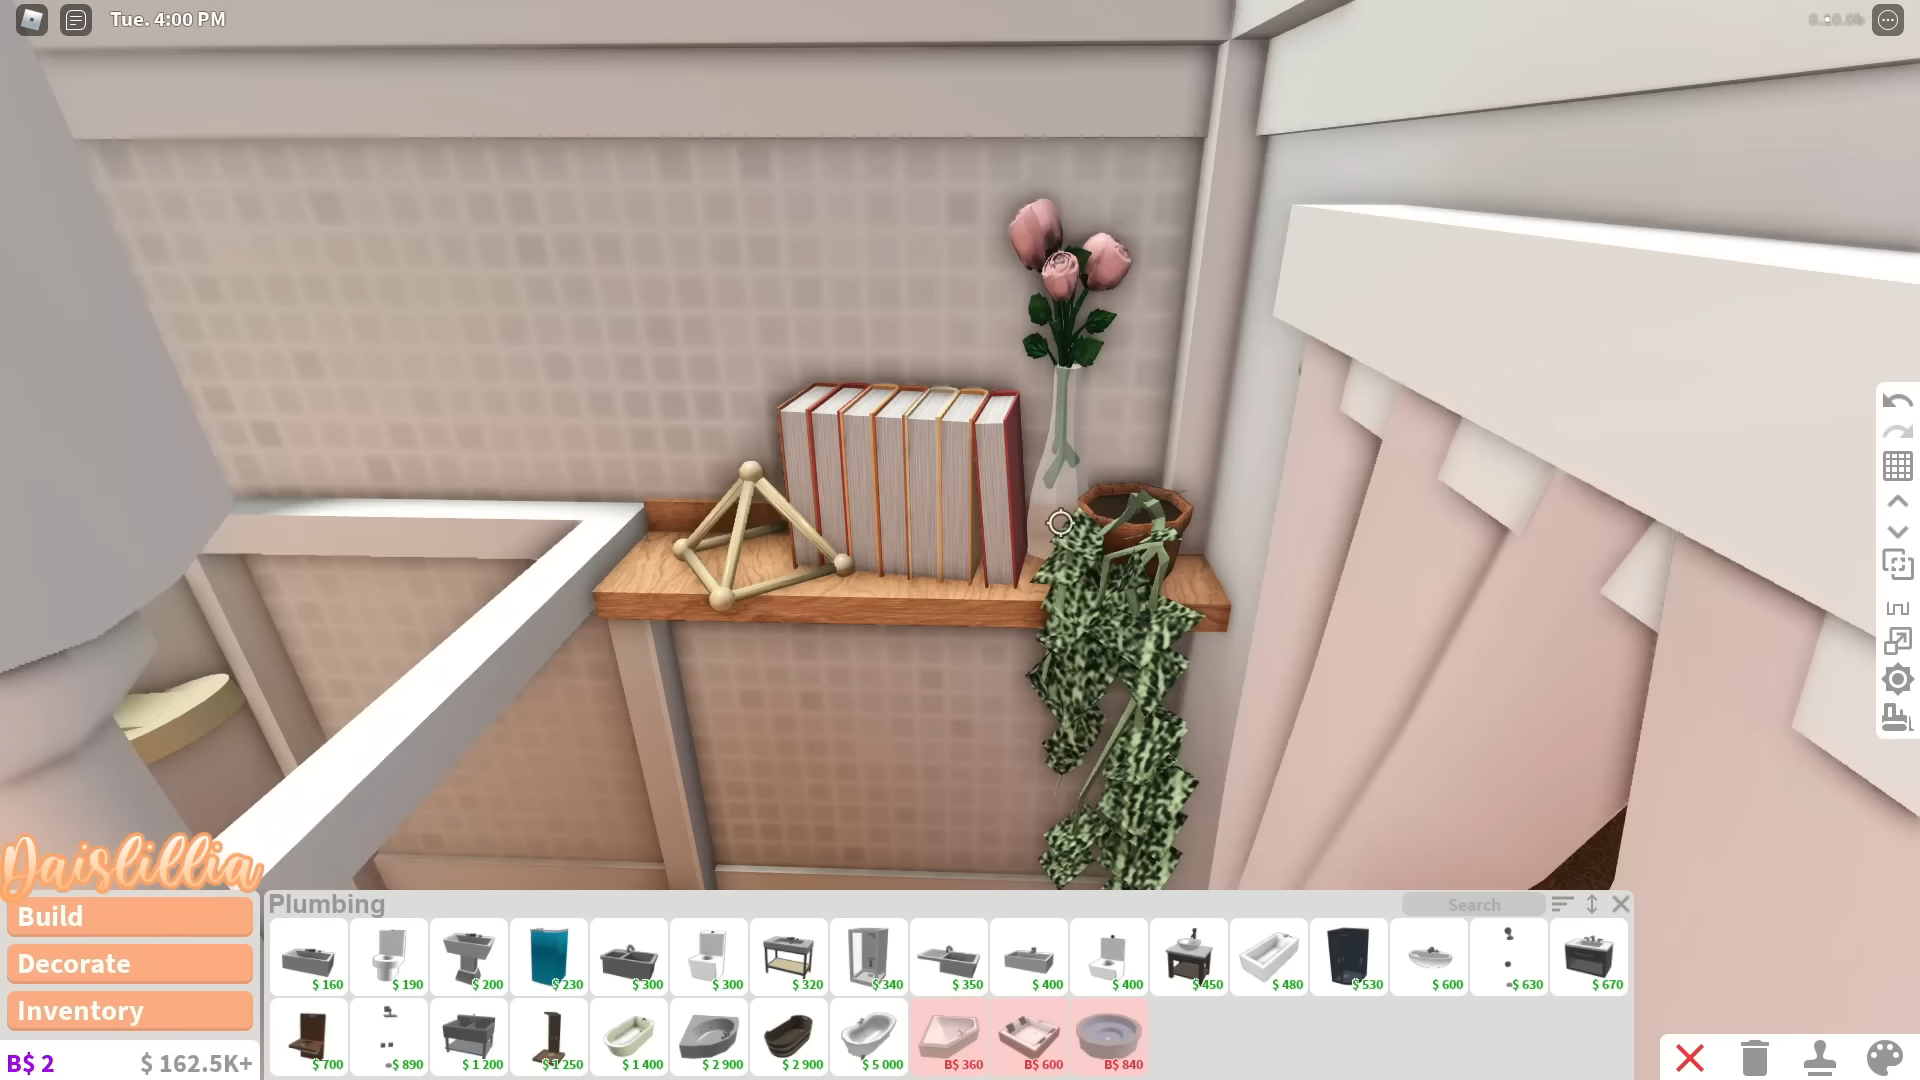 Tue. 4:00 PM
Daislillia
Build
Decorate
Inventory
B$ 2
$ 162.5K+
Plumbing
Search
$ 160
$ 190
$ 200
$ 230
$ 300
$ 300
$ 320
$ 340
$ 350
$ 400
$ 400
$ 450
$ 480
$ 530
$ 600
$ 630
$ 670
$ 700
$ 890
$ 1 200
$ 1 250
$ 1 400
$ 2 900
$ 2 900
$ 5 000
B$ 360
B$ 600
B$ 840